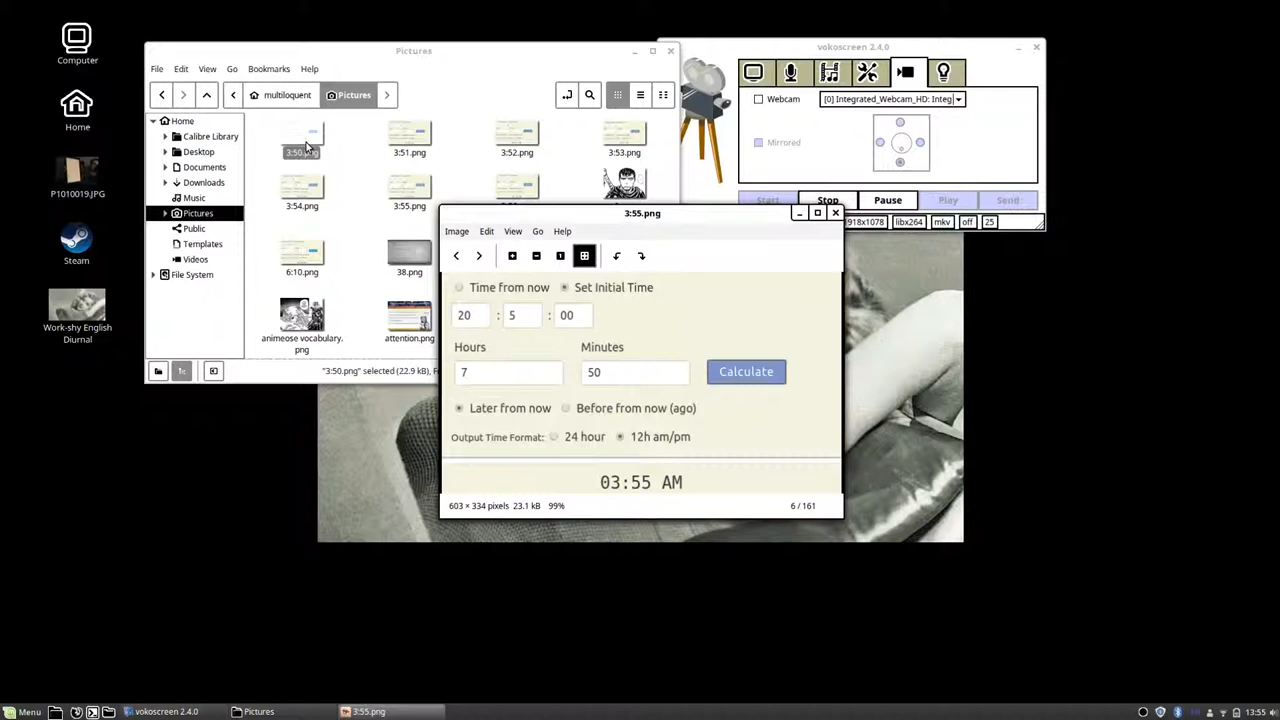 Computer
Home
P1010019.JPG
Steam
Work-shy English
Diurnal
Pictures
File
Edit
View
Go
Bookmarks
Help
multiloquent
Pictures
Home
Calibre Library
Desktop
Documents
Downloads
Music
Pictures
Public
Templates
Videos
File System
3:50.png
3:51.png
3:52.png
3:53.png
3:54.png
3:55.png
6:10.png
38.png
animeose vocabulary.
png
attention.png
"3:50.png" selected (22.9 kB), F
vokoscreen 2.4.0
Webcam
[0] Integrated_Webcam_HD: Integ
Mirrored
Start
Stop
Pause
Play
Send
1918x1078
libx264
mkv
off
25
3:55.png
Image
Edit
View
Go
Help
Time from now
Set Initial Time
20 : 5 : 00
Hours
Minutes
7
50
Calculate
Later from now
Before from now (ago)
Output Time Format:
24 hour
12h am/pm
03:55 AM
603 × 334 pixels 23.1 kB 99%
6 / 161
Menu
vokoscreen 2.4.0
Pictures
3:55.png
13:55